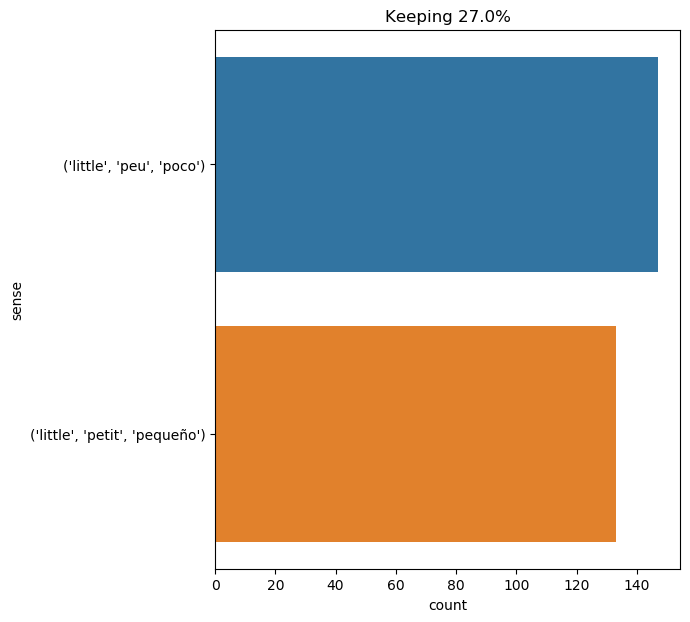 Keeping 27.0%
('little', 'peu', 'poco')
('little', 'petit', 'pequeño')
sense
0 20 40 60 80 100 120 140
count